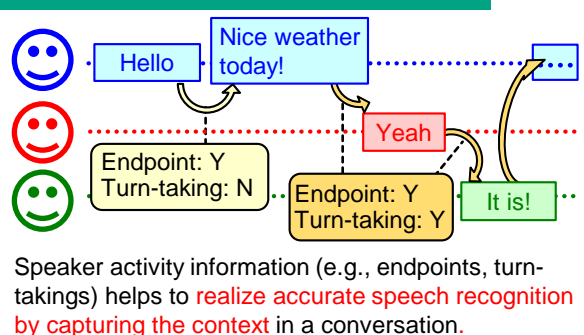 Hello
Nice weather
today!
Yeah
Endpoint: Y
Turn-taking: N
Endpoint: Y
Turn-taking: Y
It is!
Speaker activity information (e.g., endpoints, turn-
takings) helps to realize accurate speech recognition
by capturing the context in a conversation.